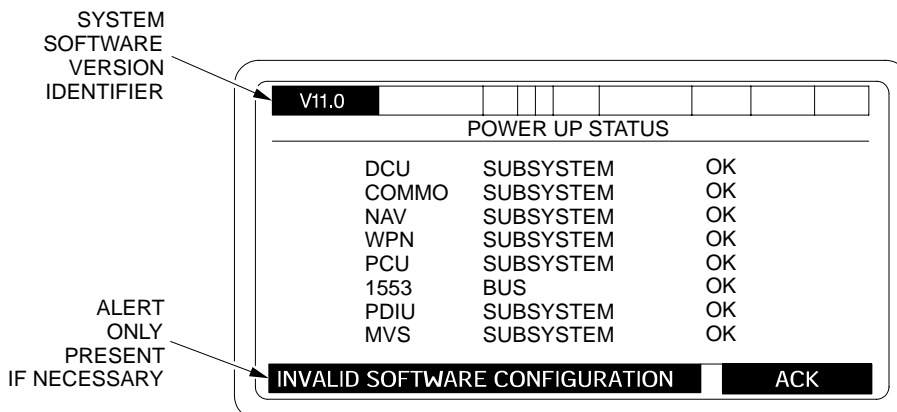 SYSTEM
SOFTWARE
VERSION
IDENTIFIER
V11.0
POWER UP STATUS
DCU SUBSYSTEM OK
COMMO SUBSYSTEM OK
NAV SUBSYSTEM OK
WPN SUBSYSTEM OK
PCU SUBSYSTEM OK
1553 BUS OK
PDIU SUBSYSTEM OK
MVS SUBSYSTEM OK
ALERT
ONLY
PRESENT
IF NECESSARY
INVALID SOFTWARE CONFIGURATION ACK